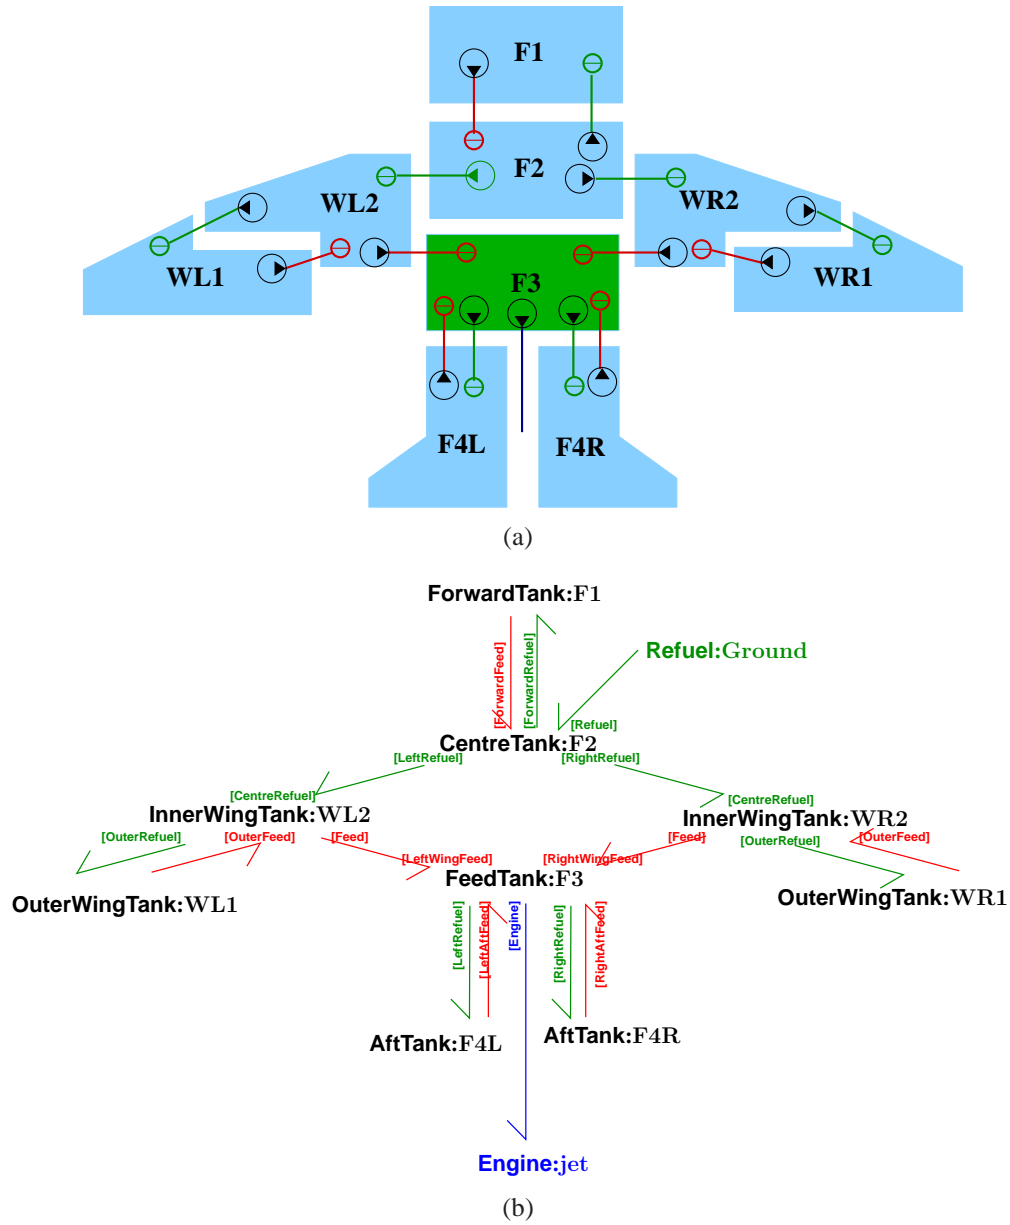 F1
F2
WL2
WR2
WL1
F3
WR1
F4L
F4R
(a)
ForwardTank:F1
[ForwardFeed]
[ForwardRefuel]
Refuel:Ground
[Refuel]
CentreTank:F2
[LeftRefuel]
[RightRefuel]
[CentreRefuel]
[CentreRefuel]
InnerWingTank:WL2
InnerWingTank:WR2
[OuterRefuel]
[OuterFeed]
[Feed]
[Feed]
[OuterRefuel]
[OuterFeed]
[LeftWingFeed]
[RightWingFeed]
FeedTank:F3
OuterWingTank:WL1
OuterWingTank:WR1
[LeftRefuel]
[LeftAftFeed]
[Engine]
[RightRefuel]
[RightAftFeed]
AftTank:F4L
AftTank:F4R
Engine:jet
(b)